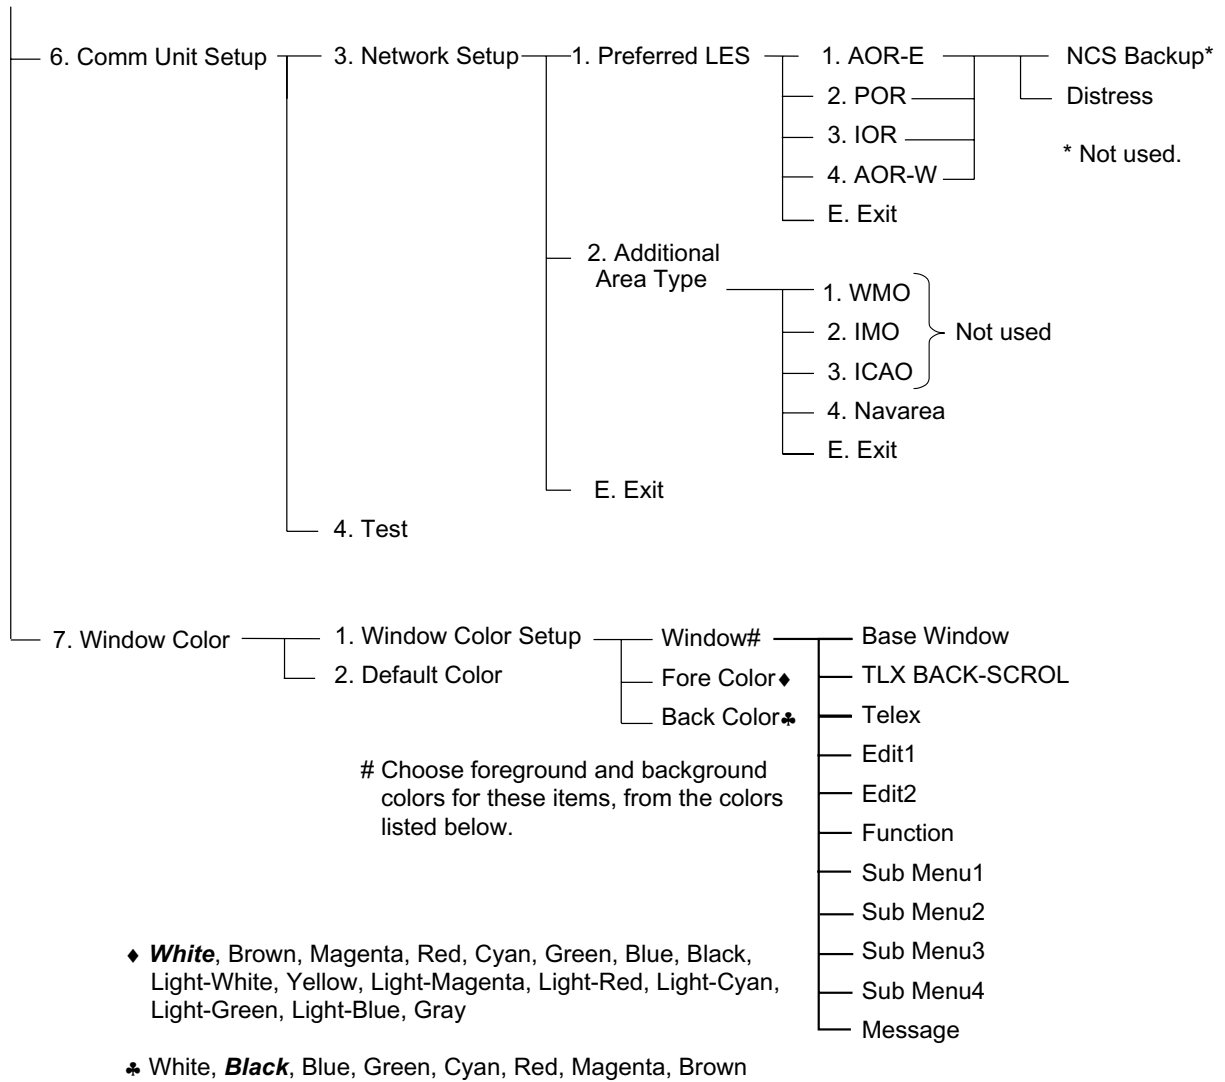 6. Comm Unit Setup
3. Network Setup
1. Preferred LES
1. AOR-E
NCS Backup*
2. POR
Distress
3. IOR
* Not used.
4. AOR-W
E. Exit
2. Additional
Area Type
1. WMO
2. IMO
Not used
3. ICAO
4. Navarea
E. Exit
E. Exit
4. Test
7. Window Color
1. Window Color Setup
Window#
Base Window
2. Default Color
Fore Color♦
TLX BACK-SCROL
Back Color♣
Telex
Edit1
Edit2
Function
Sub Menu1
Sub Menu2
Sub Menu3
Sub Menu4
Message
# Choose foreground and background
colors for these items, from the colors
listed below.
♦ White, Brown, Magenta, Red, Cyan, Green, Blue, Black,
Light-White, Yellow, Light-Magenta, Light-Red, Light-Cyan,
Light-Green, Light-Blue, Gray
♣ White, Black, Blue, Green, Cyan, Red, Magenta, Brown